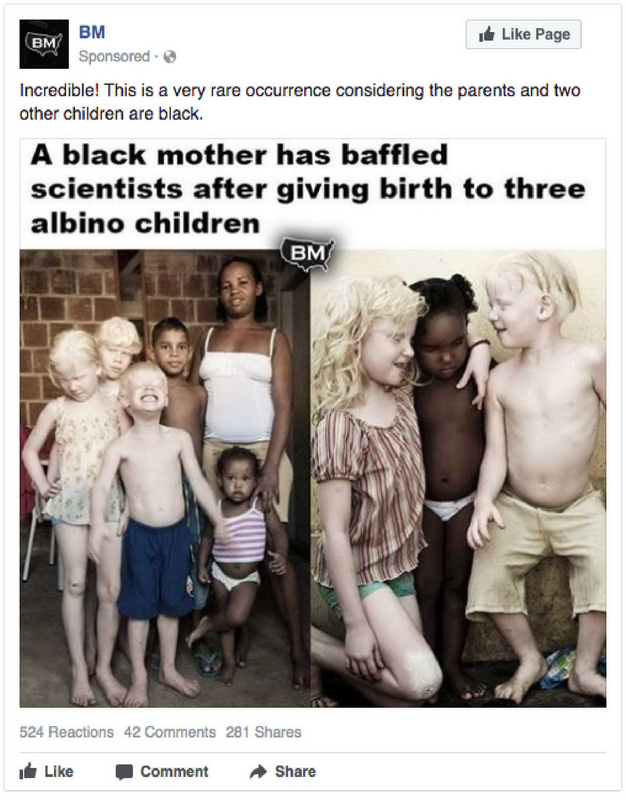 BM
BM
Like Page
Sponsored ·
Incredible! This is a very rare occurrence considering the parents and two
other children are black.
A black mother has baffled
scientists after giving birth to three
albino children
BM
524 Reactions 42 Comments 281 Shares
Like Comment Share